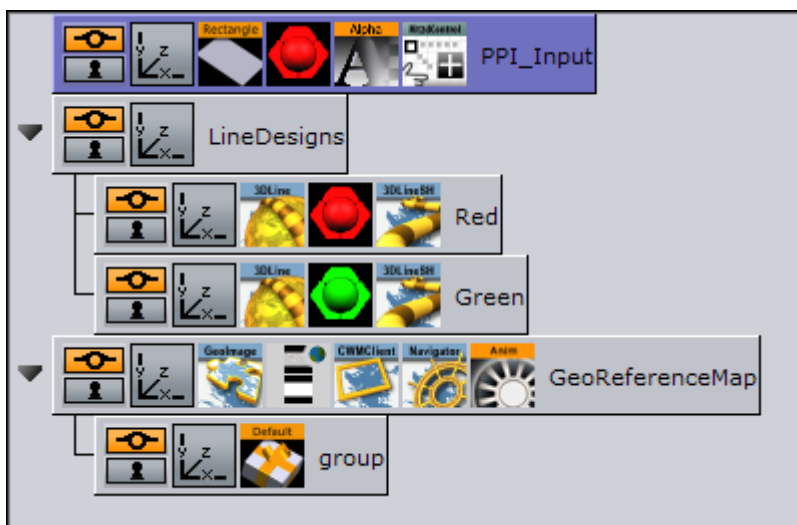 Rectangle Alpha PPI_Input
y z x
LineDesigns
y z x
3DLine 3DLineSH Red
y z x
3DLine 3DLineSH Green
y z x
GeoImage CWMClient Navigator Anim GeoReferenceMap
y z x
Default group
y z x